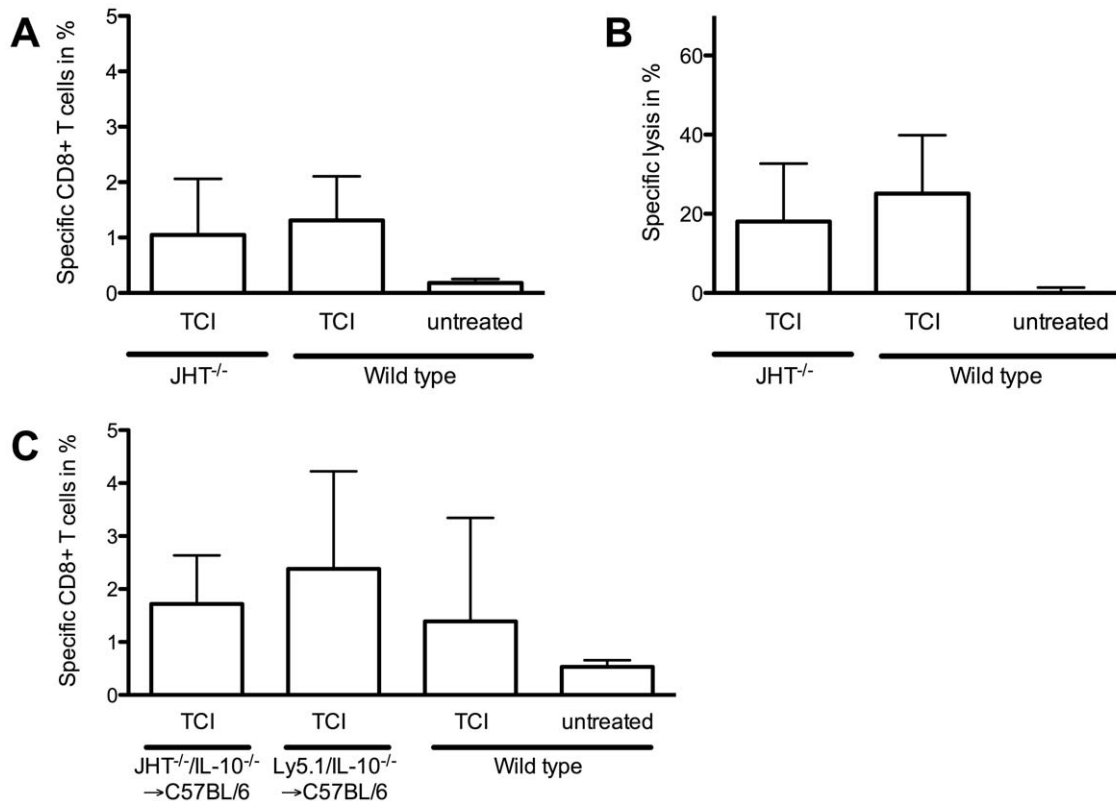 A
Specific CD8+ T cells in %
5
4
3
2
1
0
TCI
TCI
untreated
JHT-/-
Wild type
B
Specific lysis in %
60
40
20
0
TCI
TCI
untreated
JHT-/-
Wild type
C
Specific CD8+ T cells in %
5
4
3
2
1
0
TCI
TCI
TCI
untreated
JHT-/-/IL-10-/-
→C57BL/6
Ly5.1/IL-10-/-
→C57BL/6
Wild type